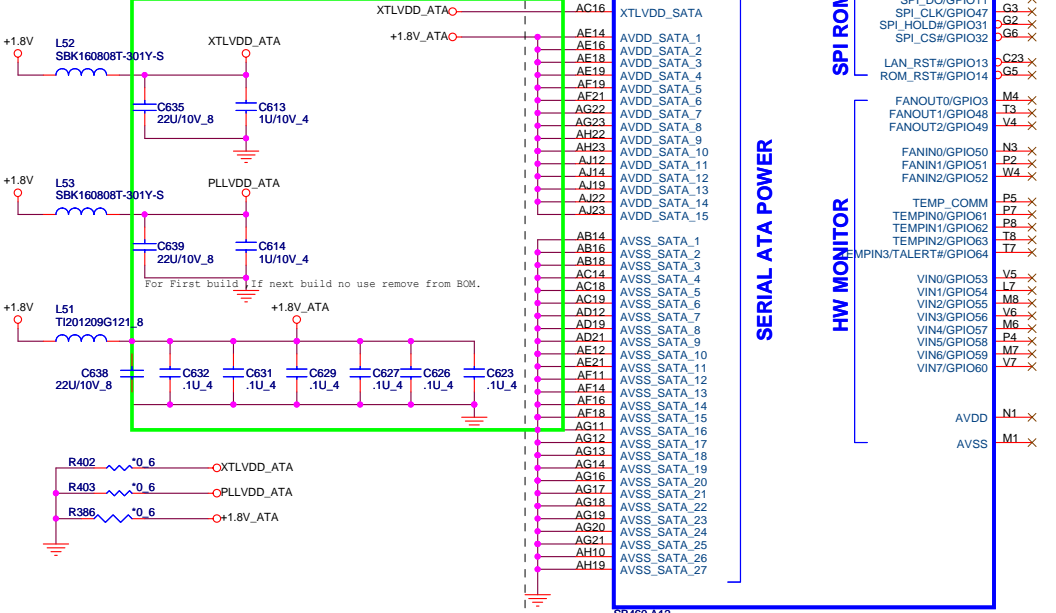 XTLVDD_ATA
AC16 XTLVDD_SATA
+1.8V_ATA
AE14 AVDD_SATA_1
AE16 AVDD_SATA_2
AE18 AVDD_SATA_3
AE19 AVDD_SATA_4
AF19 AVDD_SATA_5
AF21 AVDD_SATA_6
AG22 AVDD_SATA_7
AG23 AVDD_SATA_8
AH22 AVDD_SATA_9
AH23 AVDD_SATA_10
AJ12 AVDD_SATA_11
AJ14 AVDD_SATA_12
AJ19 AVDD_SATA_13
AJ22 AVDD_SATA_14
AJ23 AVDD_SATA_15
AB14 AVSS_SATA_1
AB16 AVSS_SATA_2
AB18 AVSS_SATA_3
AC14 AVSS_SATA_4
AC18 AVSS_SATA_5
AC19 AVSS_SATA_6
AD12 AVSS_SATA_7
AD19 AVSS_SATA_8
AD21 AVSS_SATA_9
AE12 AVSS_SATA_10
AE21 AVSS_SATA_11
AF11 AVSS_SATA_12
AF14 AVSS_SATA_13
AF16 AVSS_SATA_14
AF18 AVSS_SATA_15
AG11 AVSS_SATA_16
AG12 AVSS_SATA_17
AG13 AVSS_SATA_18
AG14 AVSS_SATA_19
AG16 AVSS_SATA_20
AG17 AVSS_SATA_21
AG18 AVSS_SATA_22
AG19 AVSS_SATA_23
AG20 AVSS_SATA_24
AG21 AVSS_SATA_25
AH10 AVSS_SATA_26
AH19 AVSS_SATA_27
SERIAL ATA POWER
SPI ROM
HW MONITOR
SPI_DO/GPIO11
SPI_CLK/GPIO47 G3
SPI_HOLD#/GPIO31 G2
SPI_CS#/GPIO32 G6
LAN_RST#/GPIO13 C23
ROM_RST#/GPIO14 G5
FANOUT0/GPIO3 M4
FANOUT1/GPIO48 T3
FANOUT2/GPIO49 V4
FANIN0/GPIO50 N3
FANIN1/GPIO51 P2
FANIN2/GPIO52 W4
TEMP_COMM P5
TEMPIN0/GPIO61 P7
TEMPIN1/GPIO62 P8
TEMPIN2/GPIO63 T8
TEMPIN3/TALERT#/GPIO64 T7
VIN0/GPIO53 V5
VIN1/GPIO54 L7
VIN2/GPIO55 M8
VIN3/GPIO56 V6
VIN4/GPIO57 M6
VIN5/GPIO58 P4
VIN6/GPIO59 M7
VIN7/GPIO60 V7
AVDD N1
AVSS M1
+1.8V
L52
SBK160808T-301Y-S
XTLVDD_ATA
C635
22U/10V_8
C613
1U/10V_4
+1.8V
L53
SBK160808T-301Y-S
PLLVDD_ATA
C639
22U/10V_8
C614
1U/10V_4
For First build ,If next build no use remove from BOM.
+1.8V
L51
TI201209G121_8
+1.8V_ATA
C638
22U/10V_8
C632
.1U_4
C631
.1U_4
C629
.1U_4
C627
.1U_4
C626
.1U_4
C623
.1U_4
R402 *0_6 XTLVDD_ATA
R403 *0_6 PLLVDD_ATA
R386 *0_6 +1.8V_ATA